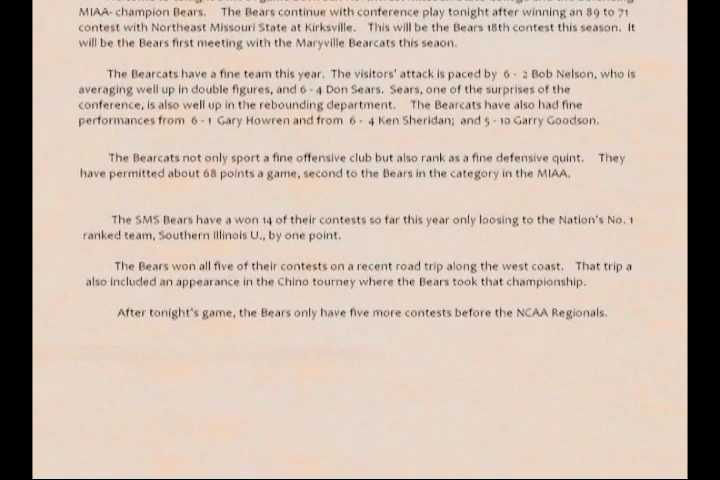 MIAA- champion Bears. The Bears continue with conference play tonight after winning an 89 to 71
contest with Northeast Missouri State at Kirksville. This will be the Bears 18th contest this season. It
will be the Bears first meeting with the Maryville Bearcats this seaon.
The Bearcats have a fine team this year. The visitors' attack is paced by 6 - 2 Bob Nelson, who is
averaging well up in double figures, and 6 - 4 Don Sears. Sears, one of the surprises of the
conference, is also well up in the rebounding department. The Bearcats have also had fine
performances from 6 - 1 Gary Howren and from 6 - 4 Ken Sheridan; and 5 - 10 Garry Goodson.
The Bearcats not only sport a fine offensive club but also rank as a fine defensive quint. They
have permitted about 68 points a game, second to the Bears in the category in the MIAA.
The SMS Bears have a won 14 of their contests so far this year only loosing to the Nation's No. 1
ranked team, Southern Illinois U., by one point.
The Bears won all five of their contests on a recent road trip along the west coast. That trip a
also included an appearance in the Chino tourney where the Bears took that championship.
After tonight's game, the Bears only have five more contests before the NCAA Regionals.